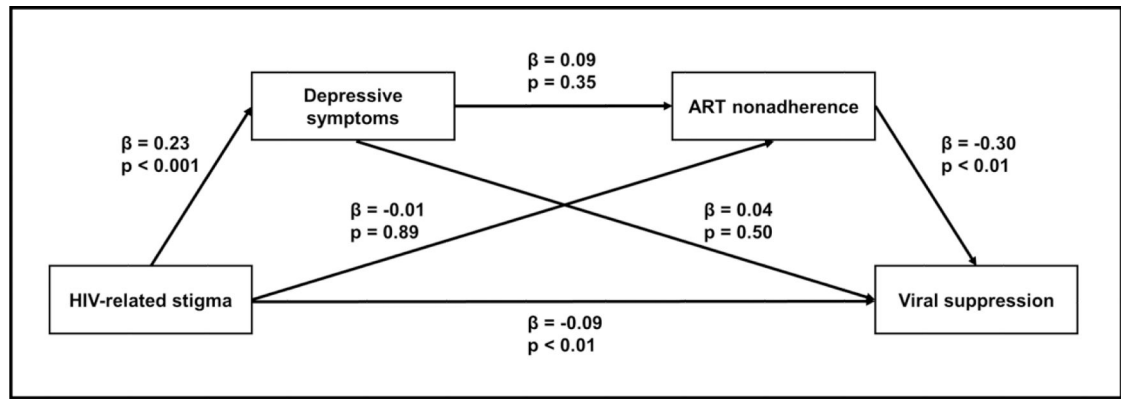 β = 0.09
p = 0.35
Depressive
symptoms
ART nonadherence
β = 0.23
p < 0.001
β = -0.30
p < 0.01
β = -0.01
p = 0.89
β = 0.04
p = 0.50
HIV-related stigma
Viral suppression
β = -0.09
p < 0.01